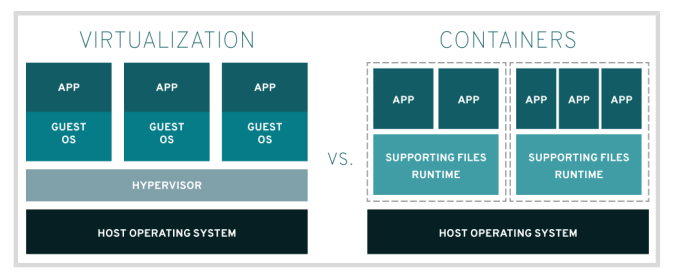 VIRTUALIZATION
APP
APP
APP
GUEST
OS
GUEST
OS
GUEST
OS
HYPERVISOR
HOST OPERATING SYSTEM
VS.
CONTAINERS
APP
APP
SUPPORTING FILES
RUNTIME
APP
APP
APP
SUPPORTING FILES
RUNTIME
HOST OPERATING SYSTEM